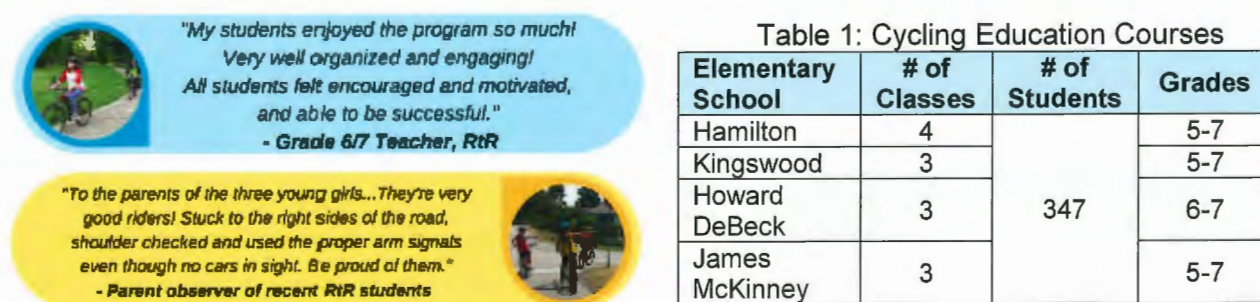 "My students enjoyed the program so much!
Very well organized and engaging!
All students felt encouraged and motivated,
and able to be successful."
- Grade 6/7 Teacher, RtR
"To the parents of the three young girls...They're very
good riders! Stuck to the right sides of the road,
shoulder checked and used the proper arm signals
even though no cars in sight. Be proud of them."
- Parent observer of recent RtR students
Table 1: Cycling Education Courses
Elementary School # of Classes # of Students Grades
Hamilton 4 347 5-7
Kingswood 3 5-7
Howard DeBeck 3 6-7
James McKinney 3 5-7